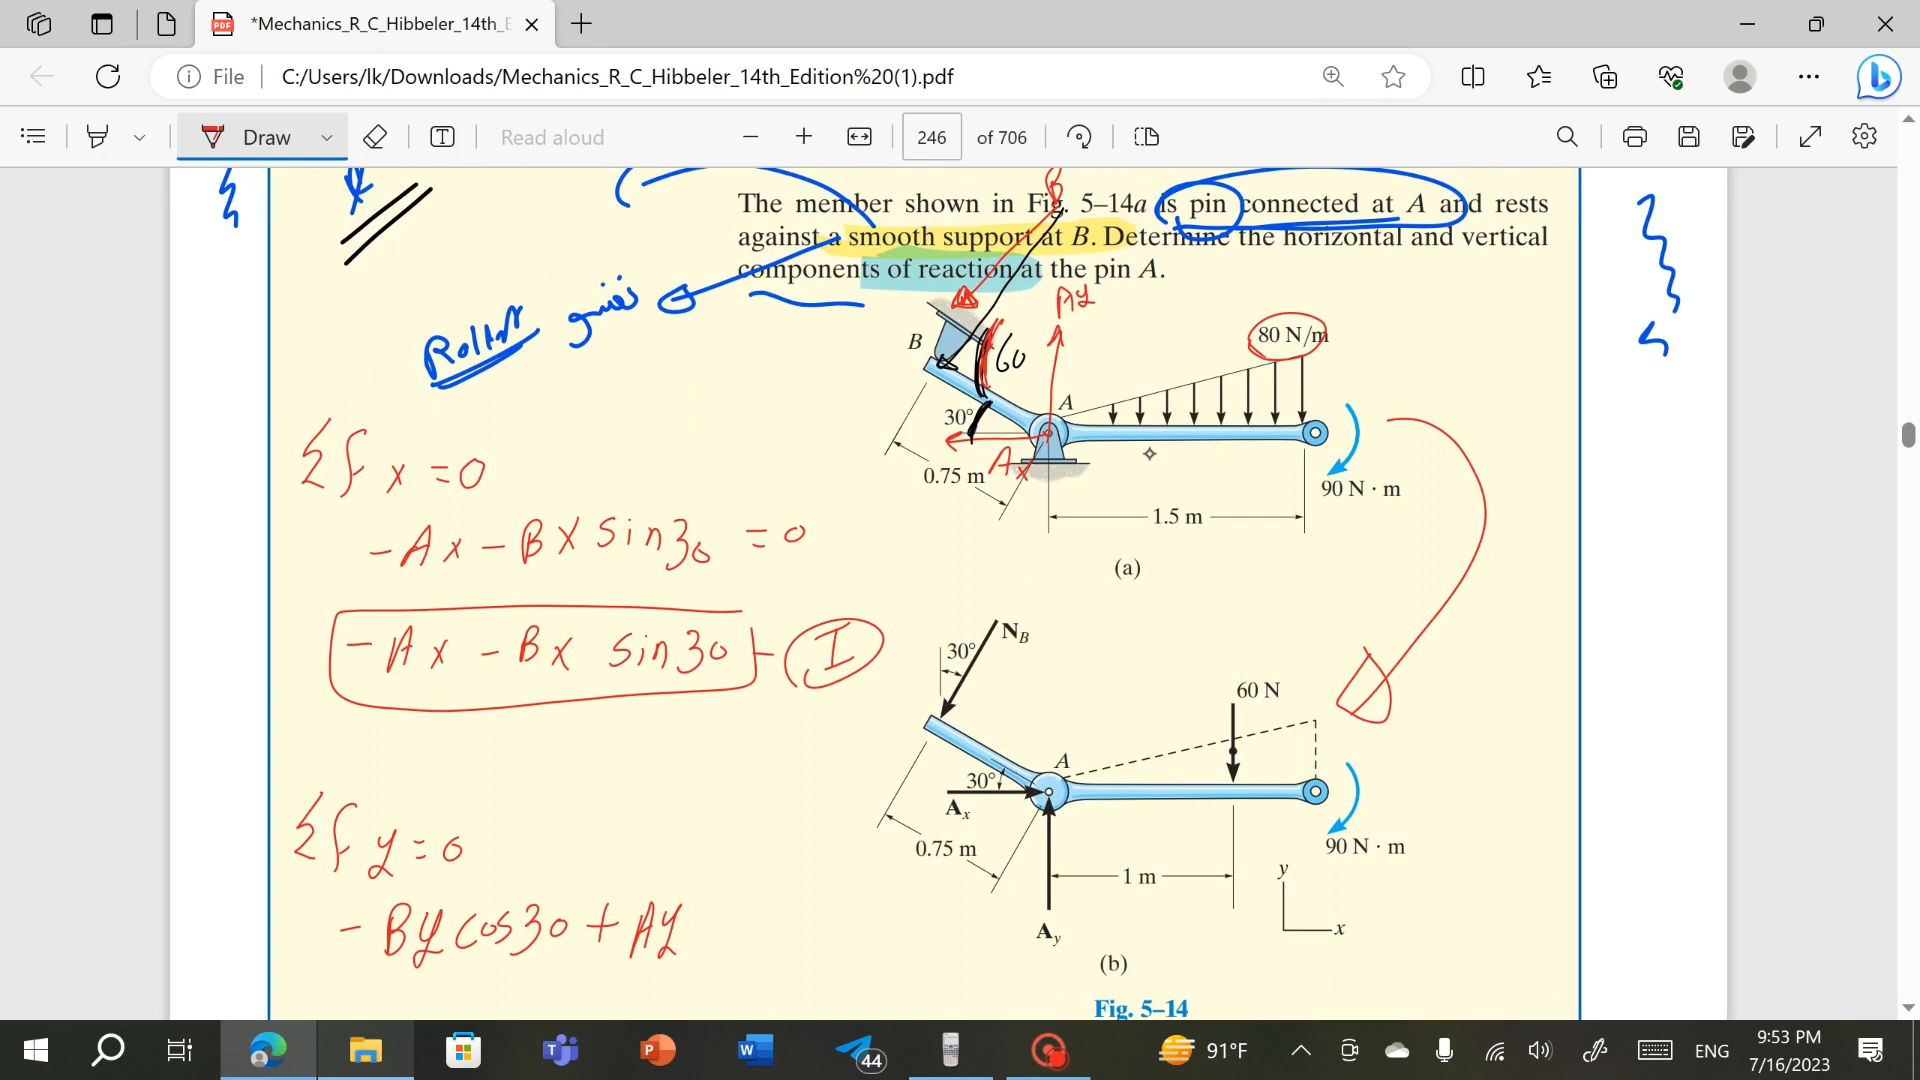 *Mechanics_R_C_Hibbeler_14th_E
File
C:/Users/lk/Downloads/Mechanics_R_C_Hibbeler_14th_Edition%20(1).pdf
Draw
Read aloud
246 of 706
The member shown in Fig. 5–14a is pin connected at A and rests
against a smooth support at B. Determine the horizontal and vertical
components of reaction at the pin A.
B
Ay
Roller
80 N/m
B
60
A
30°
Ax
0.75 m
90 N · m
1.5 m
(a)
Σfx = 0
-Ax - BX sin30 = 0
-Ax - Bx sin30
I
N_B
30°
60 N
A
30°
A_x
0.75 m
90 N · m
1 m
y
x
A_y
(b)
Fig. 5–14
Σfy = 0
- By cos30 + Ay
44
91°F
ENG
9:53 PM
7/16/2023